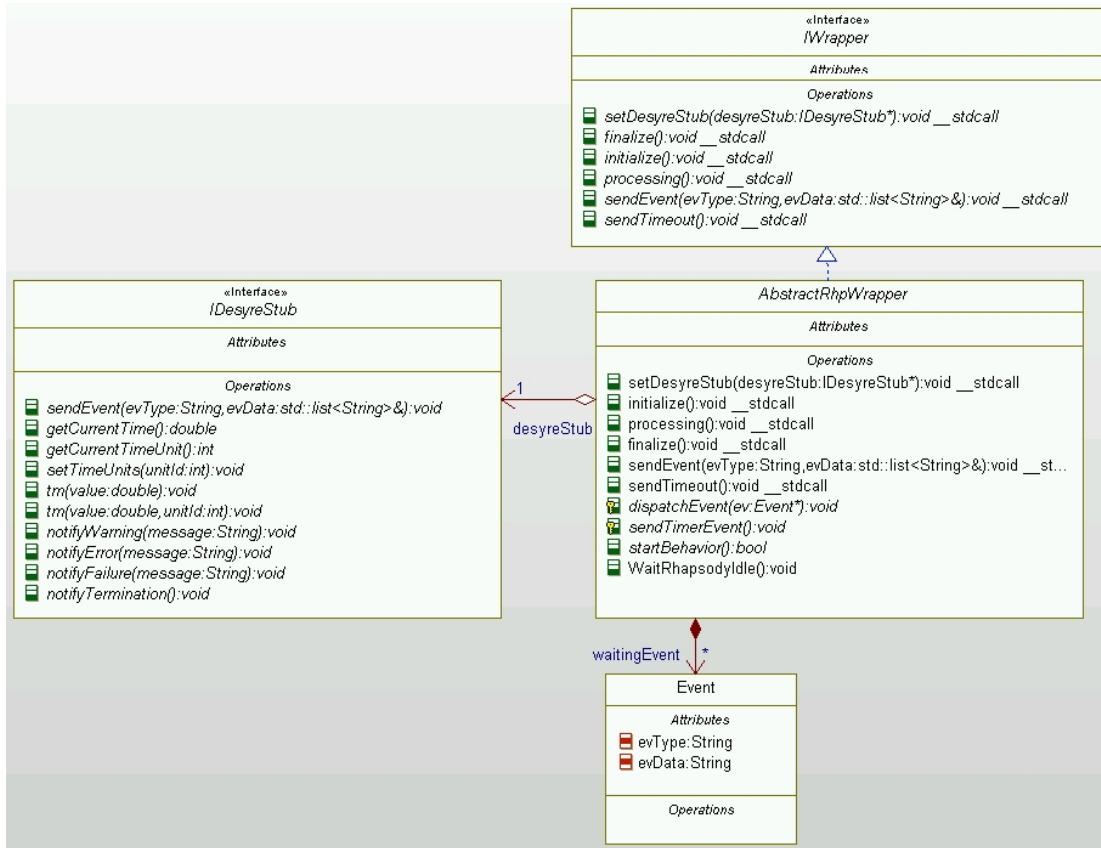 «Interface»
IWrapper
Attributes
Operations
setDesyreStub(desyreStub:IDesyreStub*):void __stdcall
finalize():void __stdcall
initialize():void __stdcall
processing():void __stdcall
sendEvent(evType:String,evData:std::list<String>&):void __stdcall
sendTimeout():void __stdcall
«Interface»
IDesyreStub
Attributes
Operations
sendEvent(evType:String,evData:std::list<String>&):void
getCurrentTime():double
getCurrentTimeUnit():int
setTimeUnits(unitId:int):void
tm(value:double):void
tm(value:double,unitId:int):void
notifyWarning(message:String):void
notifyError(message:String):void
notifyFailure(message:String):void
notifyTermination():void
1
desyreStub
AbstractRhpWrapper
Attributes
Operations
setDesyreStub(desyreStub:IDesyreStub*):void __stdcall
initialize():void __stdcall
processing():void __stdcall
finalize():void __stdcall
sendEvent(evType:String,evData:std::list<String>&):void __st...
sendTimeout():void __stdcall
dispatchEvent(ev:Event*):void
sendTimerEvent():void
startBehavior():bool
WaitRhapsodyIdle():void
waitingEvent *
Event
Attributes
evType:String
evData:String
Operations